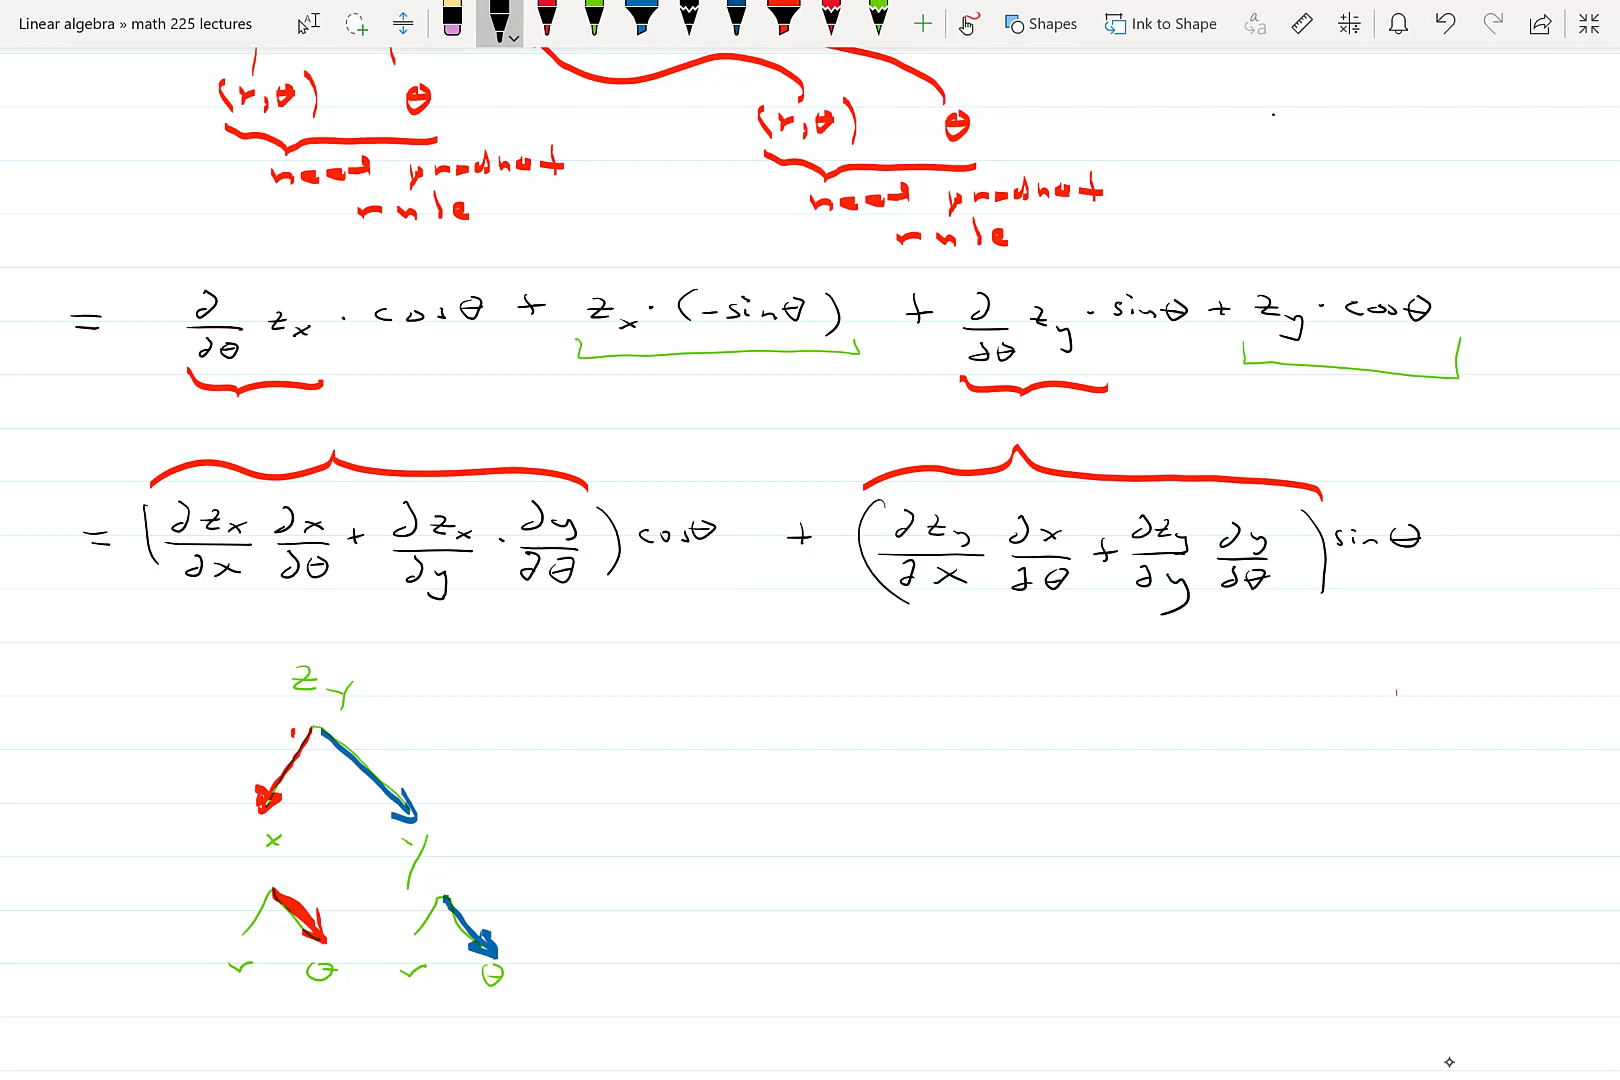 Linear algebra » math 225 lectures
Shapes
Ink to Shape
(r,θ) θ
need product
rule
(r,θ) θ
need product
rule
= ∂/∂θ z_x · cosθ + z_x · (-sinθ) + ∂/∂θ z_y · sinθ + z_y · cosθ
= (∂z_x/∂x ∂x/∂θ + ∂z_x/∂y · ∂y/∂θ) cosθ + (∂z_y/∂x ∂x/∂θ + ∂z_y/∂y ∂y/∂θ) sinθ
z_y
x y
r θ r θ